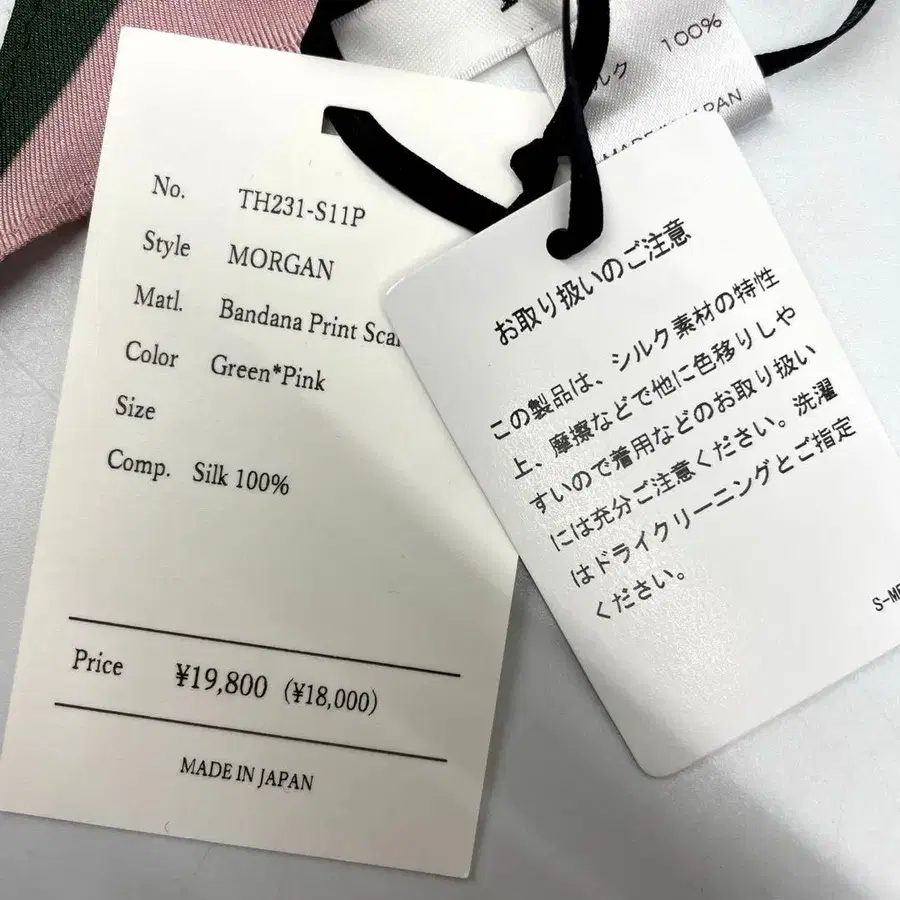 No. TH231-S11P
Style MORGAN
Matl. Bandana Print
Color Green*Pink
Size
Comp. Silk 100%
Price ¥19,800 (¥18,000)
MADE IN JAPAN
100%
お取り扱いのご注意
この製品は、シルク素材の特性
上、摩擦などで他に色移りしや
すいので着用などのお取り扱い
には充分ご注意ください。洗濯
はドライクリーニングとご指定
ください。